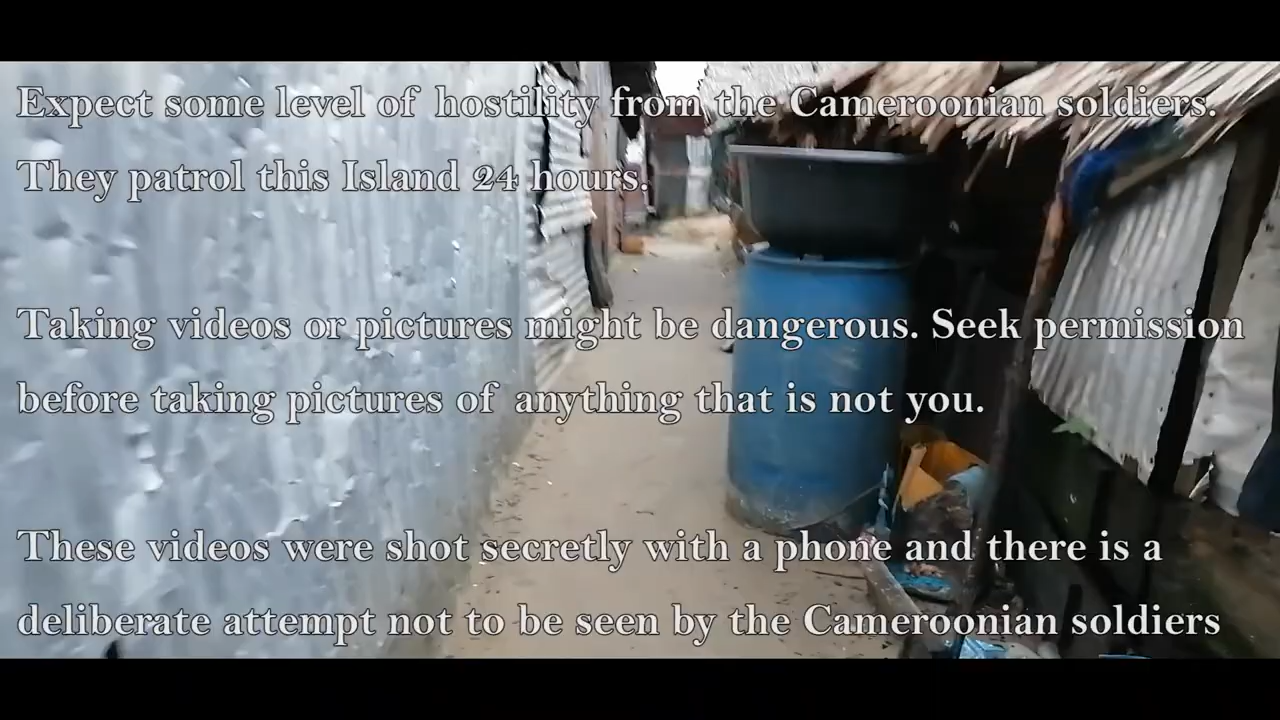 Expect some level of hostility from the Cameroonian soldiers.
They patrol this Island 24 hours.
Taking videos or pictures might be dangerous. Seek permission
before taking pictures of anything that is not you.
These videos were shot secretly with a phone and there is a
deliberate attempt not to be seen by the Cameroonian soldiers